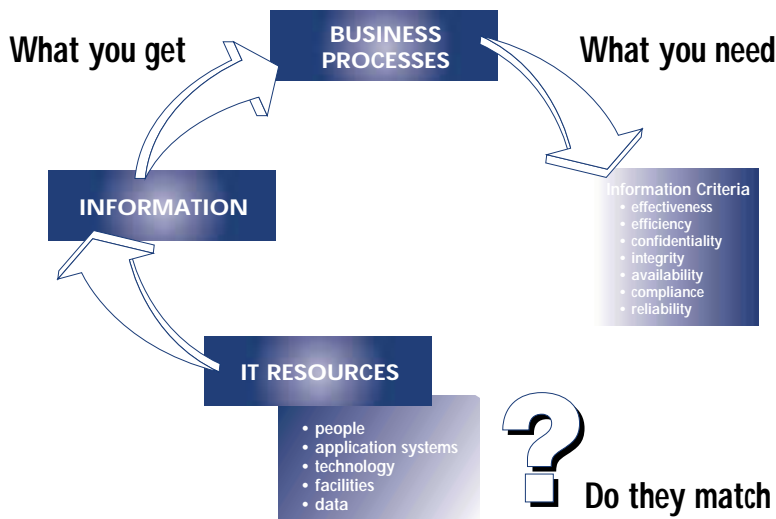 What you get
BUSINESS
PROCESSES
What you need
INFORMATION
Information Criteria
• effectiveness
• efficiency
• confidentiality
• integrity
• availability
• compliance
• reliability
IT RESOURCES
• people
• application systems
• technology
• facilities
• data
?
Do they match